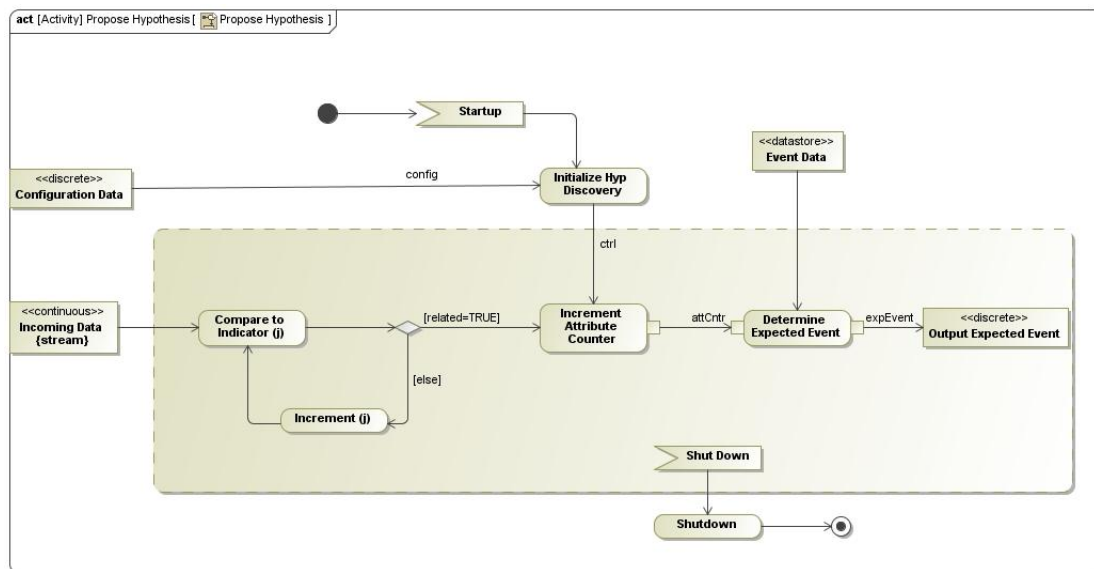 act [Activity] Propose Hypothesis [ Propose Hypothesis ]
Startup
<<datastore>>
Event Data
<<discrete>>
Configuration Data
config
Initialize Hyp
Discovery
ctrl
<<continuous>>
Incoming Data
{stream}
Compare to
Indicator (j)
[related=TRUE]
Increment
Attribute
Counter
attCntr
Determine
Expected Event
expEvent
<<discrete>>
Output Expected Event
[else]
Increment (j)
Shut Down
Shutdown